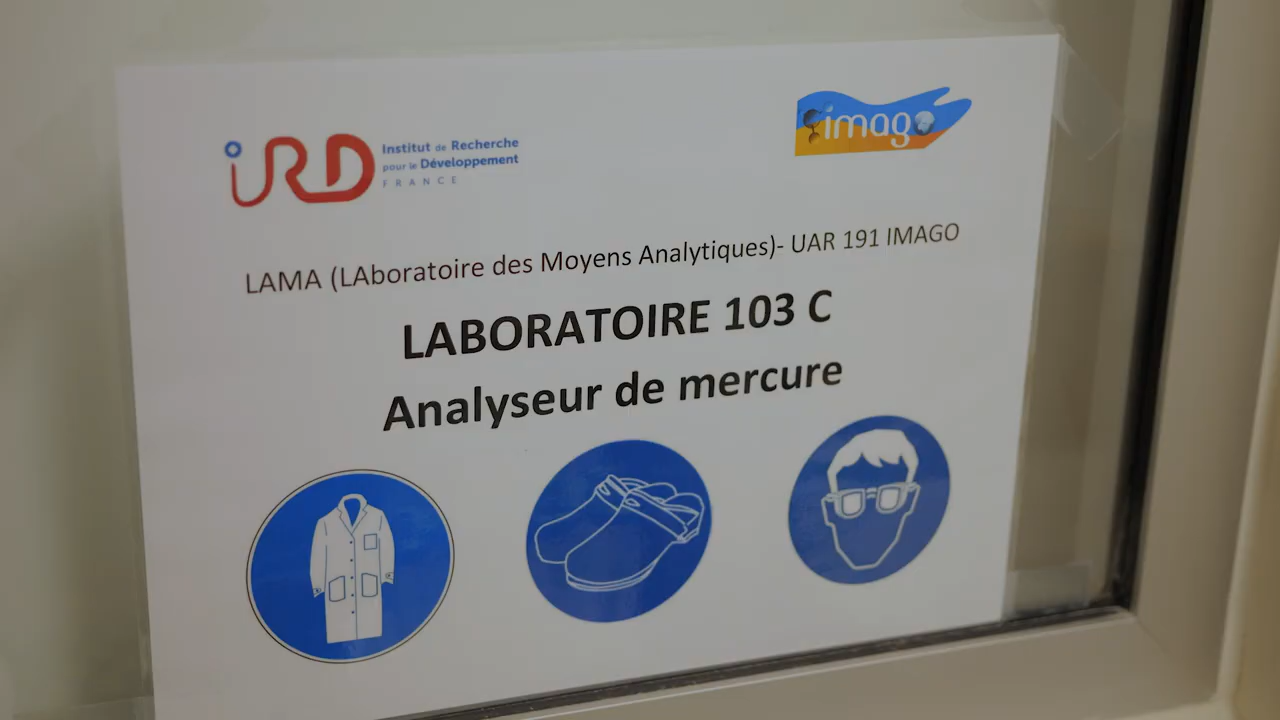 iRD
Institut de Recherche
pour le Développement
FRANCE
imago
LAMA (LAboratoire des Moyens Analytiques)- UAR 191 IMAGO
LABORATOIRE 103 C
Analyseur de mercure